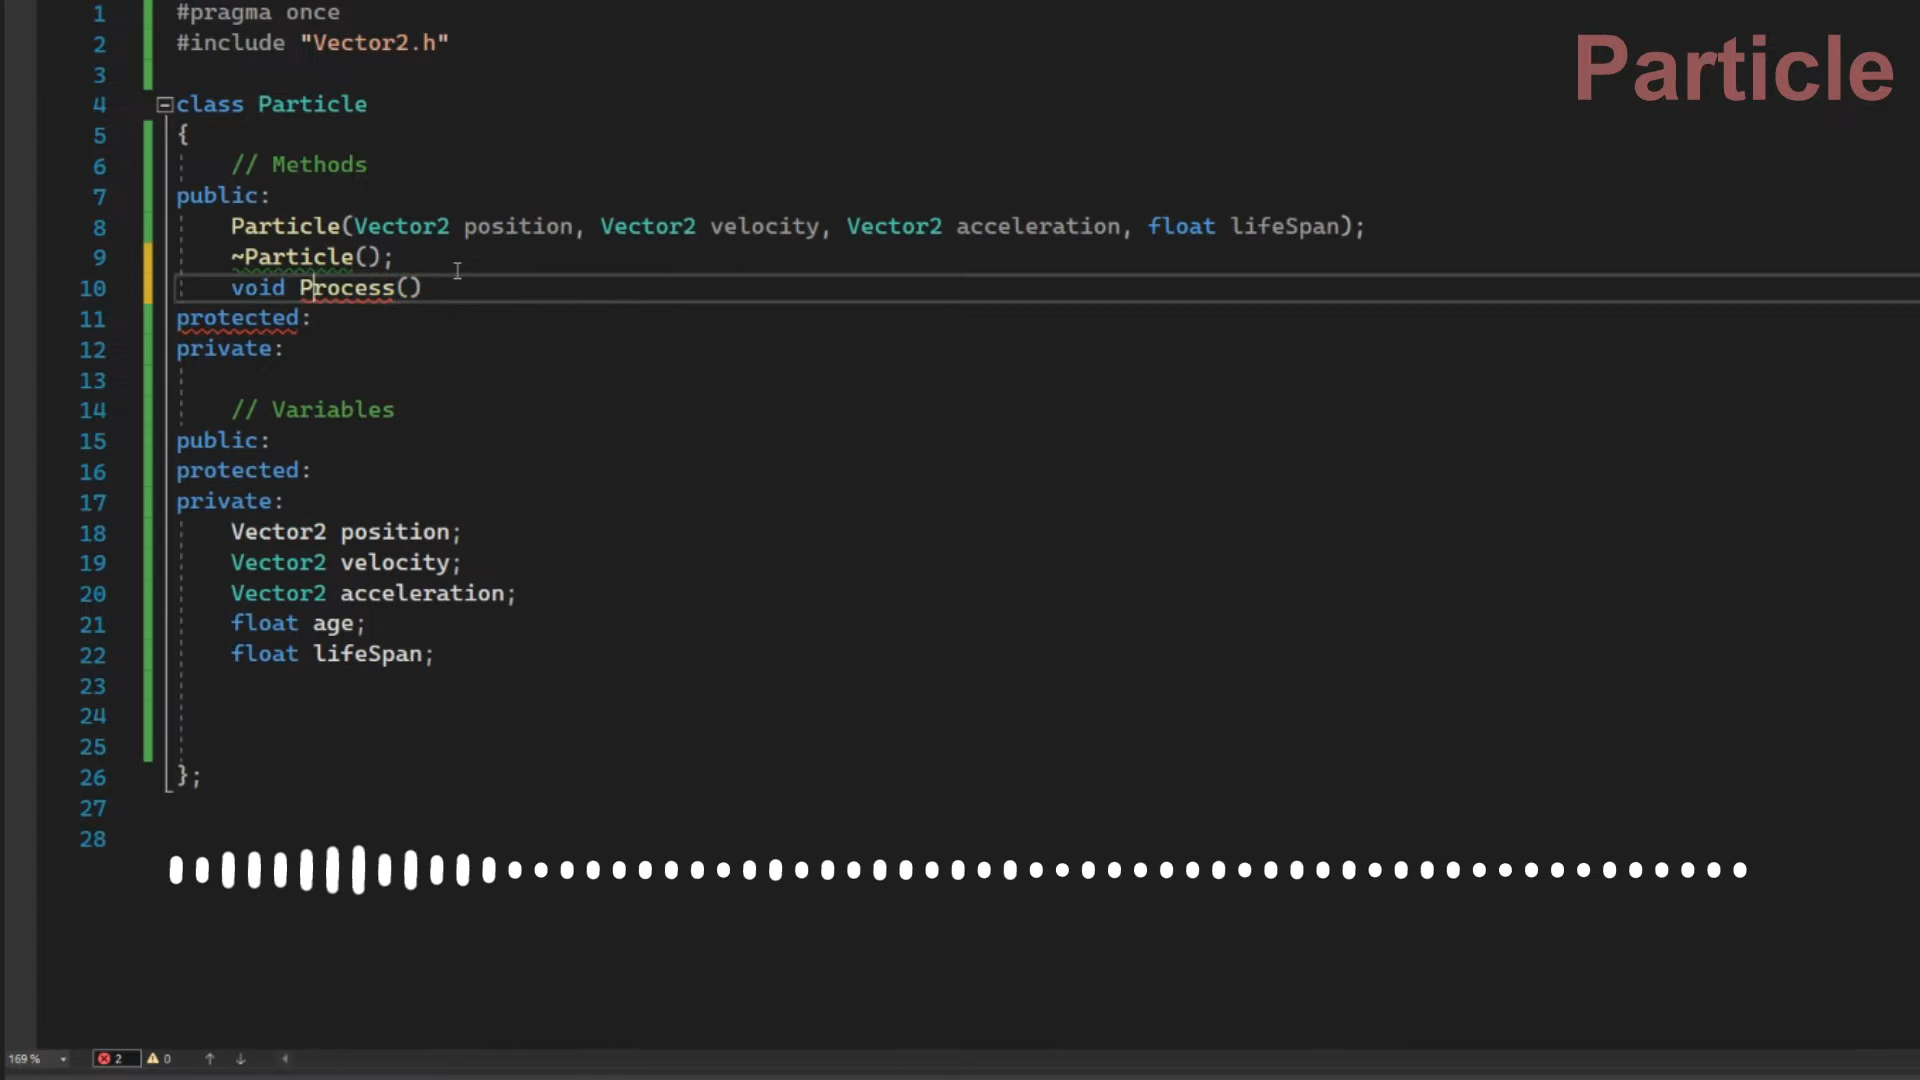 Particle
1 #pragma once
2 #include "Vector2.h"
3
4 class Particle
5 {
6 // Methods
7 public:
8 Particle(Vector2 position, Vector2 velocity, Vector2 acceleration, float lifeSpan);
9 ~Particle();
10 void Process()
11 protected:
12 private:
13
14 // Variables
15 public:
16 protected:
17 private:
18 Vector2 position;
19 Vector2 velocity;
20 Vector2 acceleration;
21 float age;
22 float lifeSpan;
23
24
25
26 };
27
28
169 % 2 0